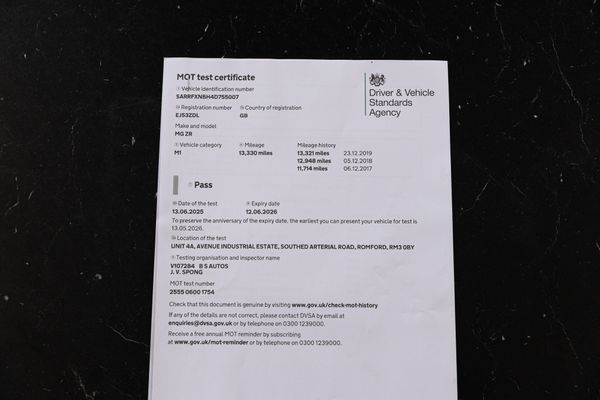 MOT test certificate
Vehicle identification number
SARRFXNBH4D755007
Driver & Vehicle
Standards
Agency
Registration number Country of registration
EJ53ZDL GB
Make and model
MG ZR
Vehicle category Mileage Mileage history
M1 13,330 miles 13,321 miles 23.12.2019
12,948 miles 05.12.2018
11,714 miles 06.12.2017
Pass
Date of the test Expiry date
13.06.2025 12.06.2026
To preserve the anniversary of the expiry date, the earliest you can present your vehicle for test is
13.05.2026.
Location of the test
UNIT 4A, AVENUE INDUSTRIAL ESTATE, SOUTHED ARTERIAL ROAD, ROMFORD, RM3 0BY
Testing organisation and inspector name
V107284 B S AUTOS
J. V. SPONG
MOT test number
2555 0600 1754
Check that this document is genuine by visiting www.gov.uk/check-mot-history
If any of the details are not correct, please contact DVSA by email at
enquiries@dvsa.gov.uk or by telephone on 0300 1239000.
Receive a free annual MOT reminder by subscribing
at www.gov.uk/mot-reminder or by telephone on 0300 1239000.